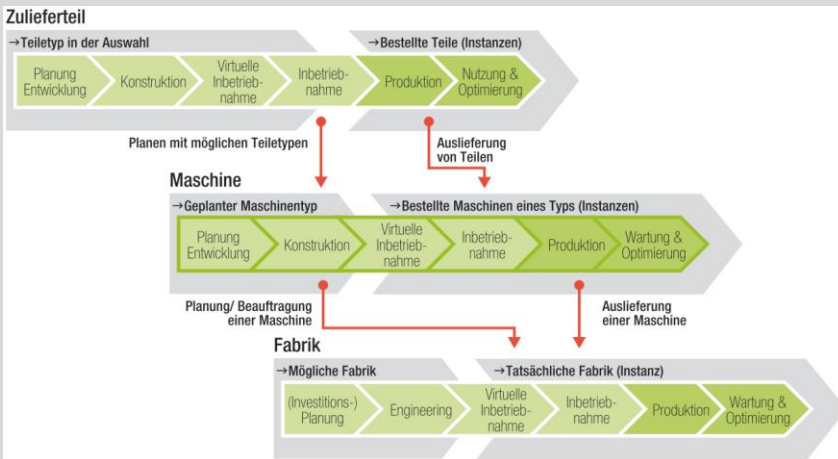 Zulieferteil
→Teiletyp in der Auswahl
→Bestellte Teile (Instanzen)
Planung
Entwicklung
Konstruktion
Virtuelle
Inbetrieb-
nahme
Inbetrieb-
nahme
Produktion
Nutzung &
Optimierung
Planen mit möglichen Teiletypen
Auslieferung
von Teilen
Maschine
→Geplanter Maschinentyp
→Bestellte Maschinen eines Typs (Instanzen)
Planung
Entwicklung
Konstruktion
Virtuelle
Inbetrieb-
nahme
Inbetrieb-
nahme
Produktion
Wartung &
Optimierung
Planung/ Beauftragung
einer Maschine
Auslieferung
einer Maschine
Fabrik
→Mögliche Fabrik
→Tatsächliche Fabrik (Instanz)
(Investitions-)
Planung
Engineering
Virtuelle
Inbetrieb-
nahme
Inbetrieb-
nahme
Produktion
Wartung &
Optimierung